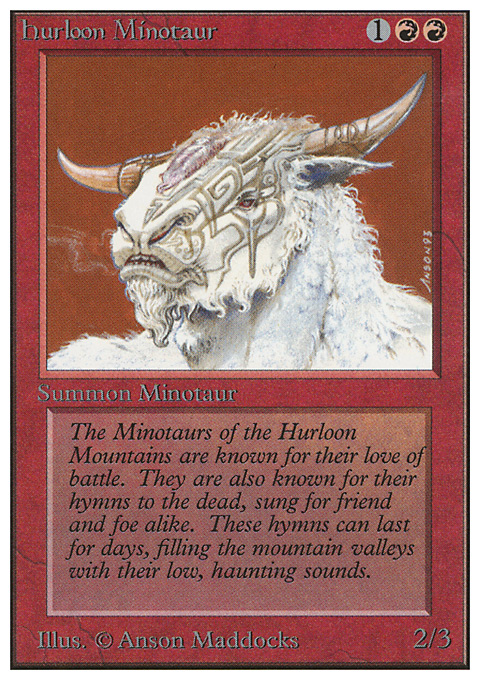 Hurloon Minotaur 1
ANSON93
Summon Minotaur
The Minotaurs of the Hurloon
Mountains are known for their love of
battle. They are also known for their
hymns to the dead, sung for friend
and foe alike. These hymns can last
for days, filling the mountain valleys
with their low, haunting sounds.
Illus. © Anson Maddocks 2/3